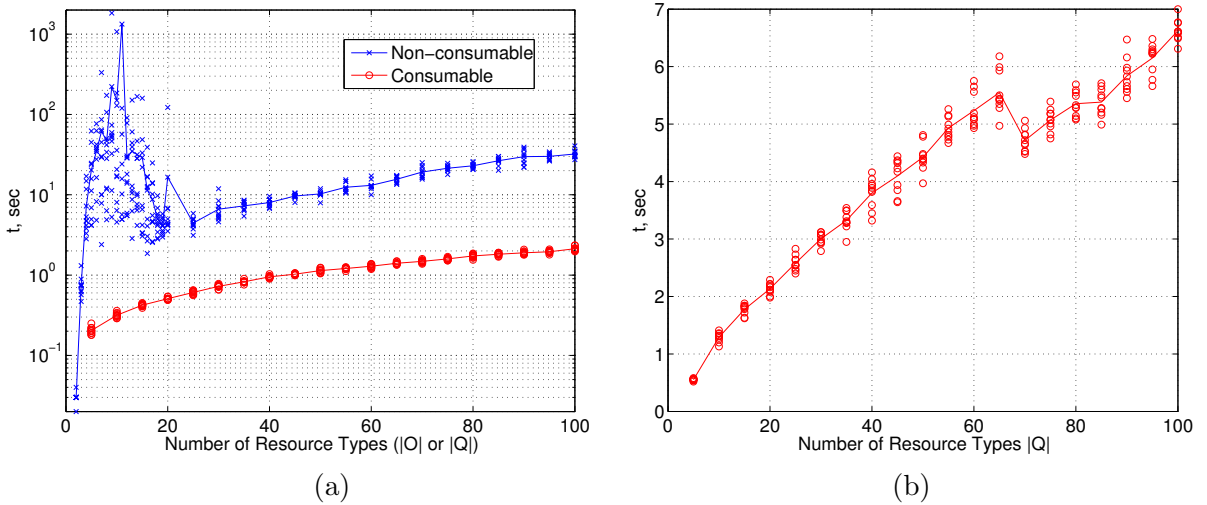 10^3
10^2
10^1
10^0
10^−1
t, sec
Non−consumable
Consumable
0 20 40 60 80 100
Number of Resource Types (|O| or |Q|)
(a)
7
6
5
4
3
2
1
0
t, sec
0 20 40 60 80 100
Number of Resource Types |Q|
(b)